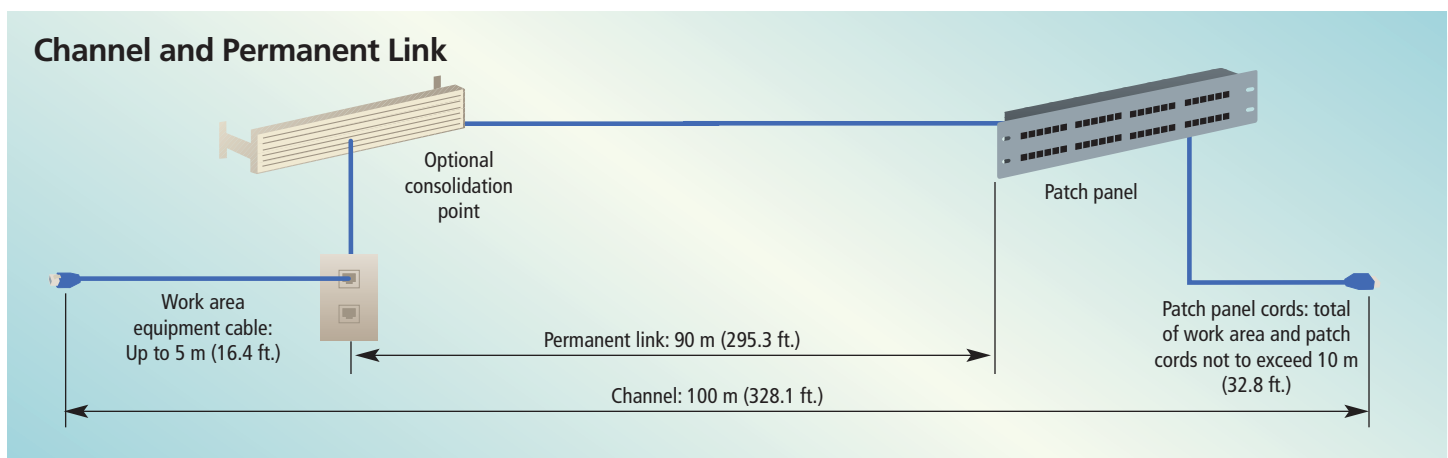 Channel and Permanent Link
Optional
consolidation
point
Patch panel
Work area
equipment cable:
Up to 5 m (16.4 ft.)
Patch panel cords: total
of work area and patch
cords not to exceed 10 m
(32.8 ft.)
Permanent link: 90 m (295.3 ft.)
Channel: 100 m (328.1 ft.)